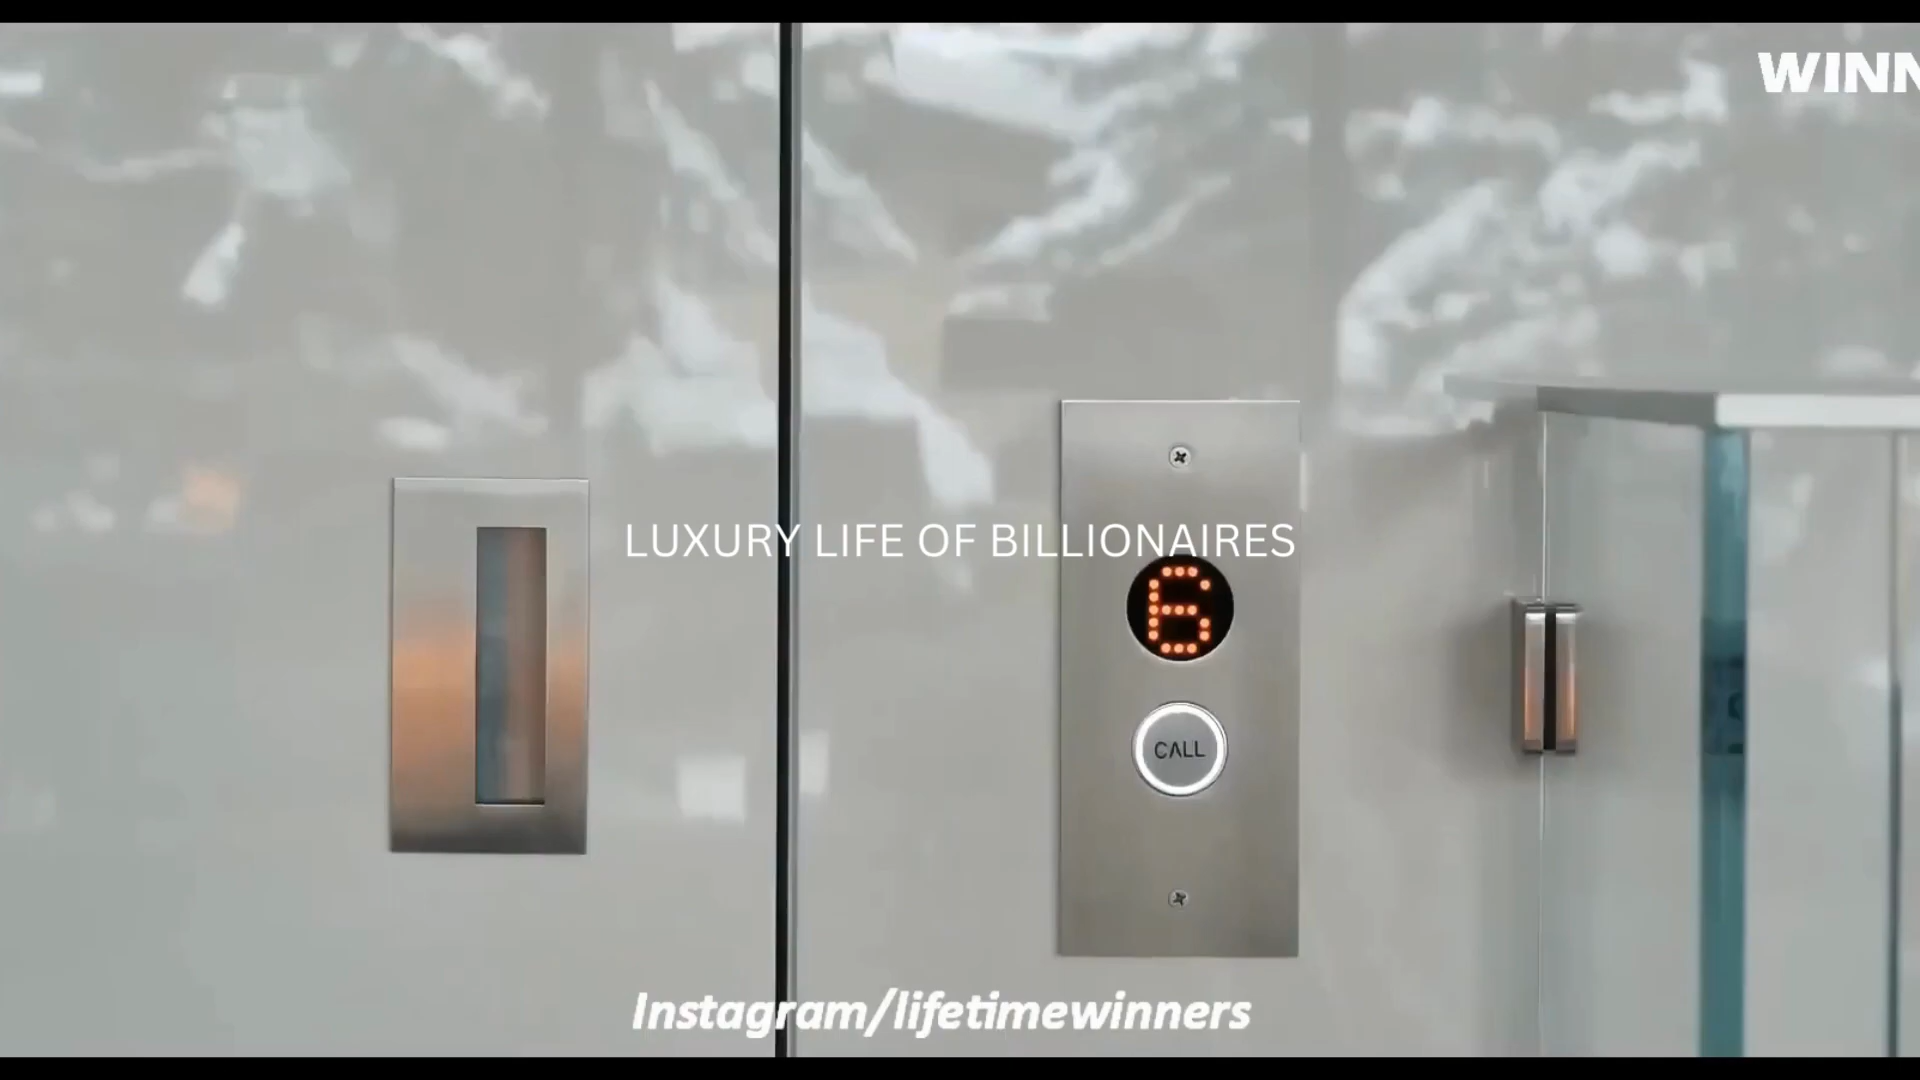 WINN
LUXURY LIFE OF BILLIONAIRES
6
CALL
Instagram/lifetimewinners